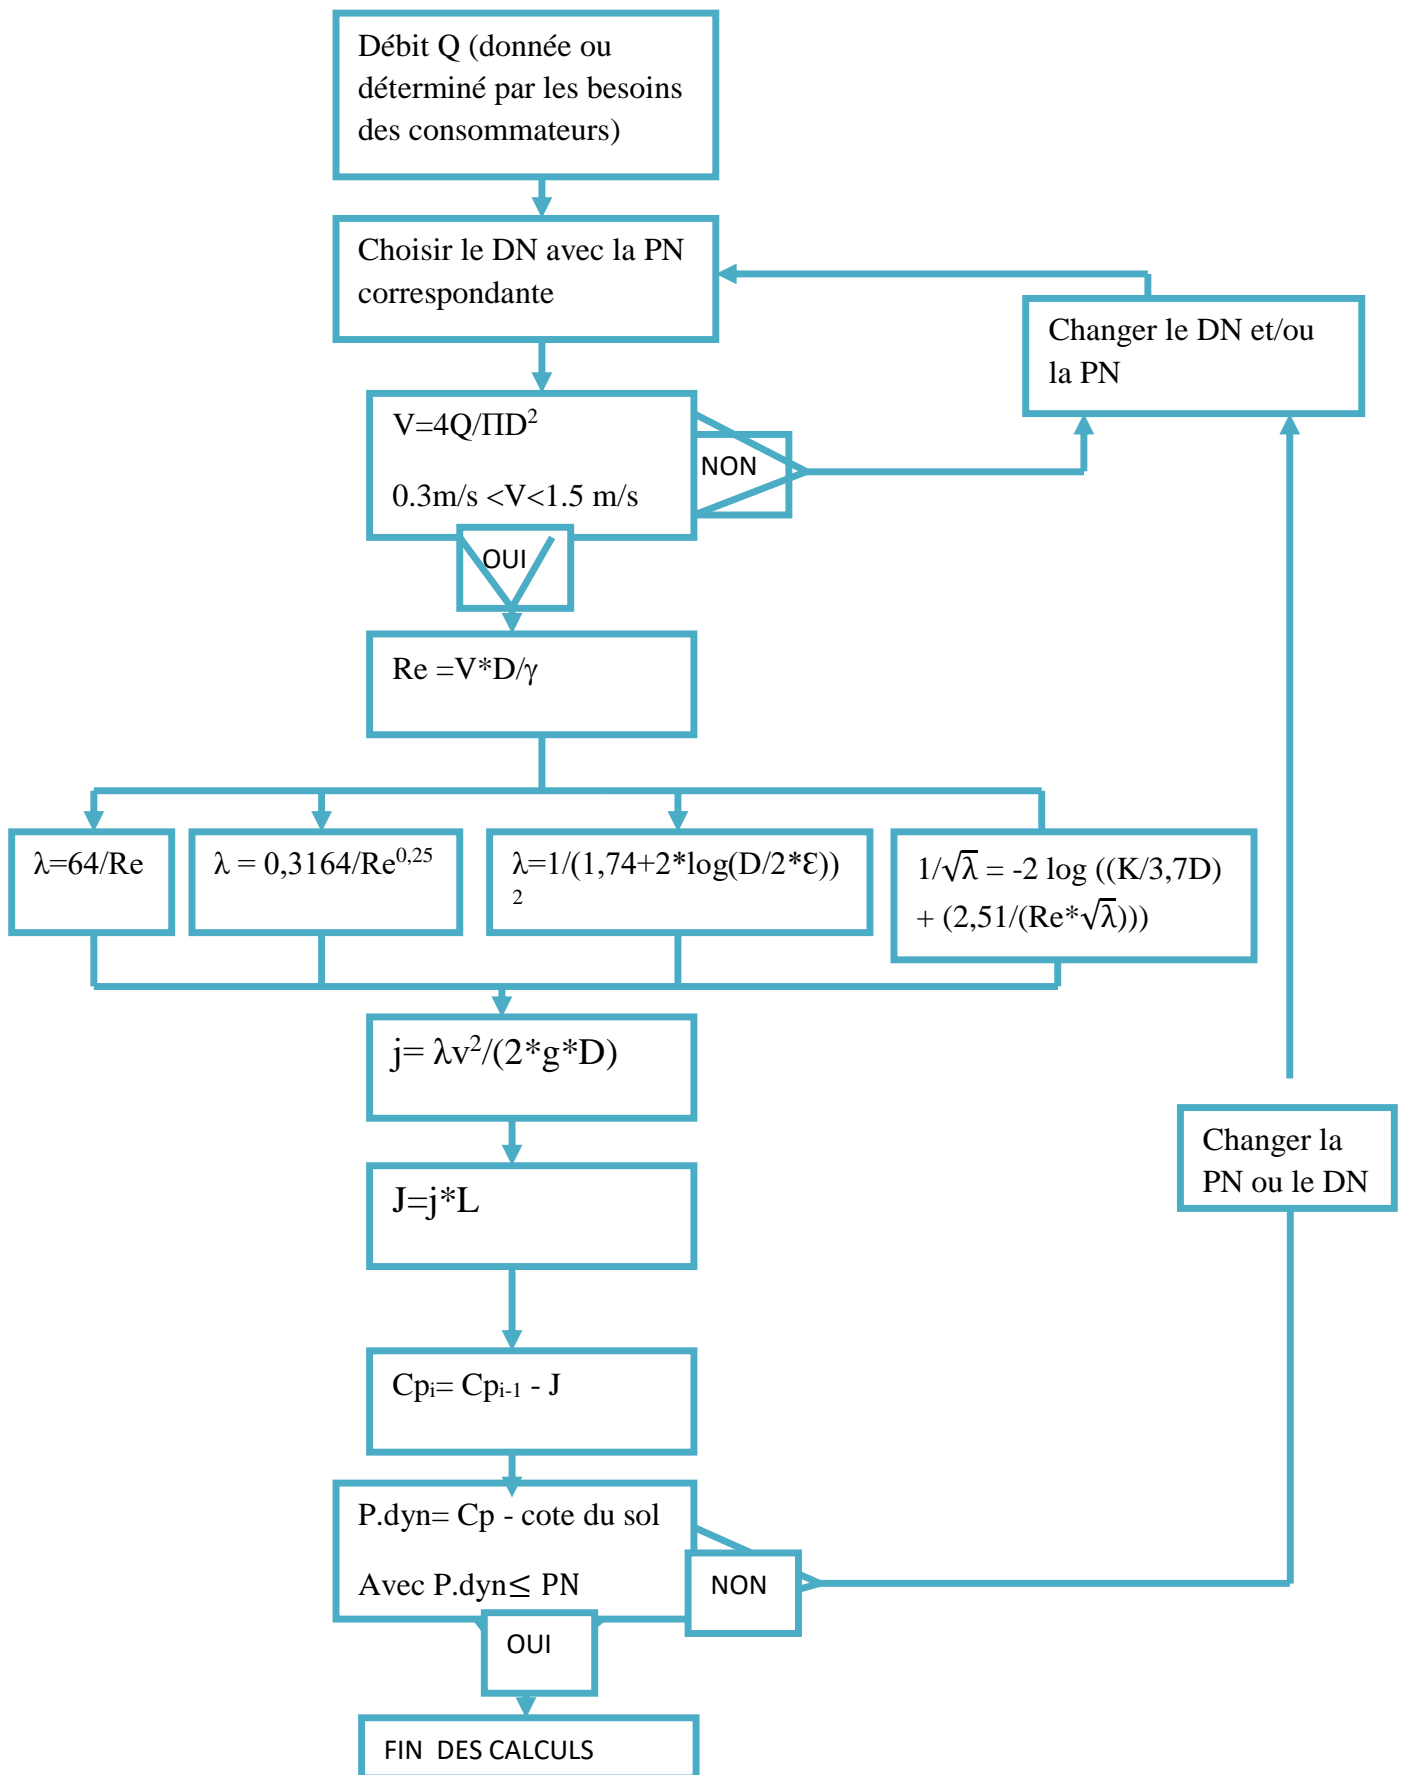 Débit Q (donnée ou
déterminé par les besoins
des consommateurs)
Choisir le DN avec la PN
correspondante
Changer le DN et/ou
la PN
V=4Q/ΠD²
0.3m/s <V<1.5 m/s
NON
OUI
Re =V*D/γ
λ=64/Re
λ = 0,3164/Re^0,25
λ=1/(1,74+2*log(D/2*Ɛ))
2
1/√λ = -2 log ((K/3,7D)
+ (2,51/(Re*√λ)))
j= λv²/(2*g*D)
J=j*L
Changer la
PN ou le DN
Cpi= Cpi-1 - J
P.dyn= Cp - cote du sol
Avec P.dyn≤ PN
NON
OUI
FIN DES CALCULS